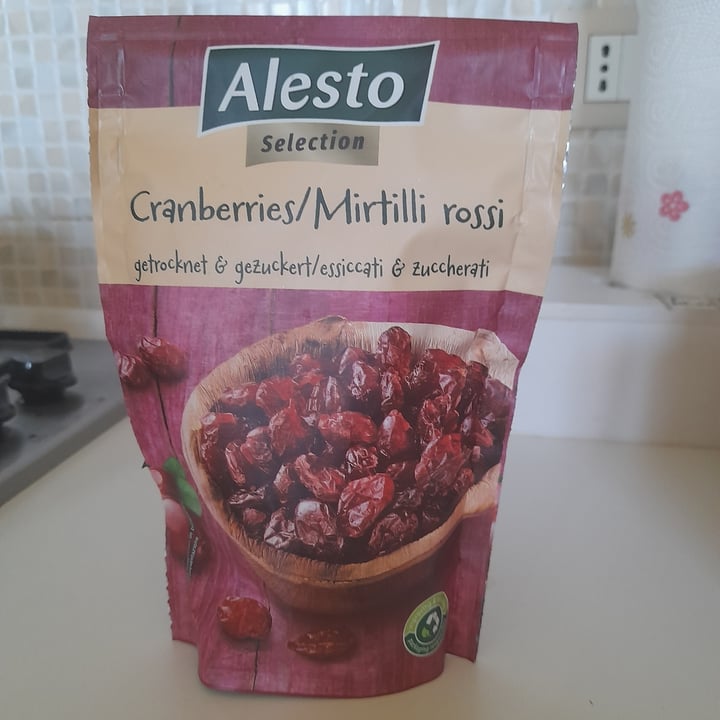 Alesto
Selection
Cranberries/Mirtilli rossi
getrocknet & gezuckert/essiccati & zuccherati